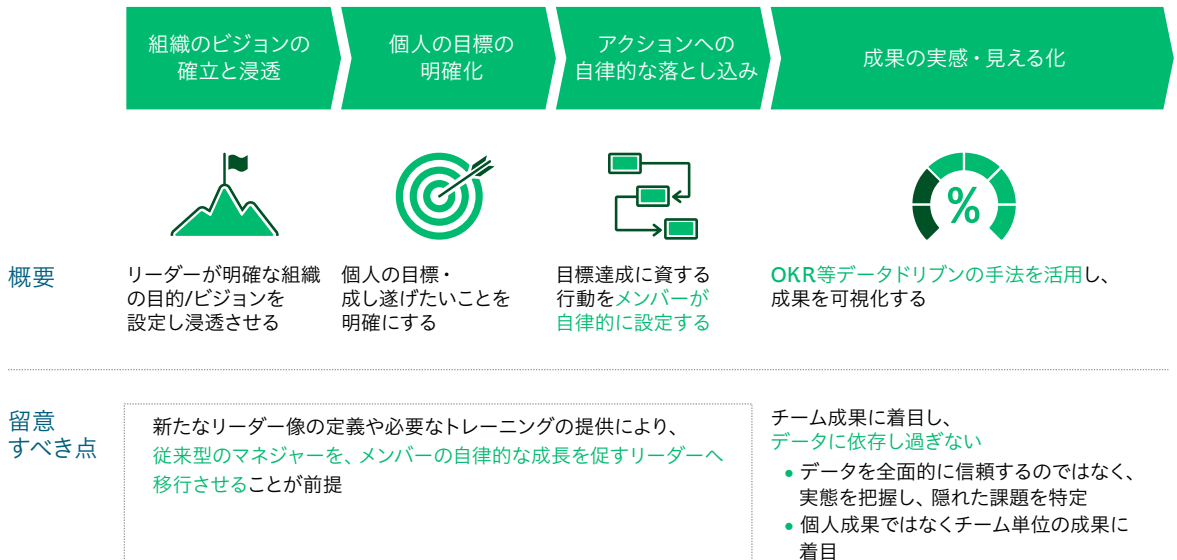 組織のビジョンの
確立と浸透
個人の目標の
明確化
アクションへの
自律的な落とし込み
成果の実感・見える化
%
概要
リーダーが明確な組織
の目的/ビジョンを
設定し浸透させる
個人の目標・
成し遂げたいことを
明確にする
目標達成に資する
行動をメンバーが
自律的に設定する
OKR等データドリブンの手法を活用し、
成果を可視化する
留意
すべき点
新たなリーダー像の定義や必要なトレーニングの提供により、
従来型のマネジャーを、メンバーの自律的な成長を促すリーダーへ
移行させることが前提
チーム成果に着目し、
データに依存し過ぎない
• データを全面的に信頼するのではなく、
実態を把握し、隠れた課題を特定
• 個人成果ではなくチーム単位の成果に
着目